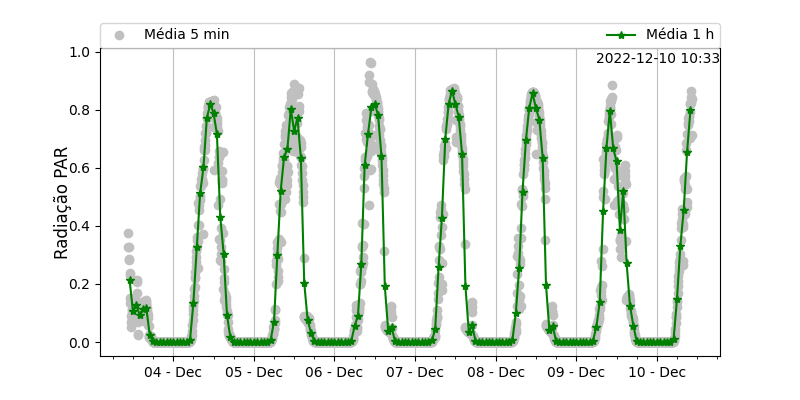 Média 5 min
Média 1 h
2022-12-10 10:33
Radiação PAR
1.0
0.8
0.6
0.4
0.2
0.0
04 - Dec
05 - Dec
06 - Dec
07 - Dec
08 - Dec
09 - Dec
10 - Dec